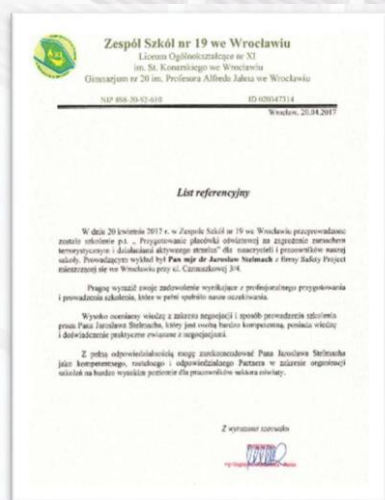 Zespół Szkół nr 19 we Wrocławiu
Liceum Ogólnokształcące nr XI
im. St. Konarskiego we Wrocławiu
Gimnazjum nr 20 im. Profesora Alfreda Jahna we Wrocławiu
NIP
ID
Wrocław, 20.04.2017
List referencyjny
W dniu 20 kwietnia 2017 r. w Zespole Szkół nr 19 we Wrocławiu przeprowadzone
zostało szkolenie p.t. „ Przygotowanie placówki oświatowej na zagrożenie zamachem
terrorystycznym i działaniami aktywnego strzelca" dla nauczycieli i pracowników naszej
szkoły. Prowadzącym wykład był Pan mjr dr Jarosław Stelmach z firmy Safety Project
mieszczącej się we Wrocławiu przy ul. 3/4.
Pragnę wyrazić swoje zadowolenie wynikające z profesjonalnego przygotowania
i prowadzenia szkolenia, które w pełni spełniło nasze oczekiwania.
Wysoko oceniamy wiedzę z zakresu negocjacji i sposób prowadzenia szkolenia
przez Pana Jarosława Stelmacha, który jest osobą bardzo kompetentną, posiada wiedzę
i doświadczenie praktyczne związane z negocjacjami.
Z pełną odpowiedzialnością mogę zarekomendować Pana Jarosława Stelmacha
jako kompetentnego, rzetelnego i odpowiedzialnego Partnera w zakresie organizacji
szkoleń na bardzo wysokim poziomie dla pracowników sektora oświaty.
Z wyrazami szacunku